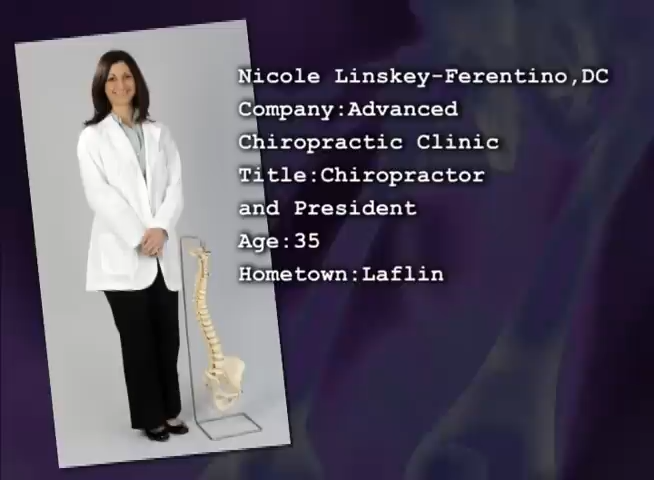 Nicole Linskey-Ferentino,DC
Company:Advanced
Chiropractic Clinic
Title:Chiropractor
and President
Age:35
Hometown:Laflin